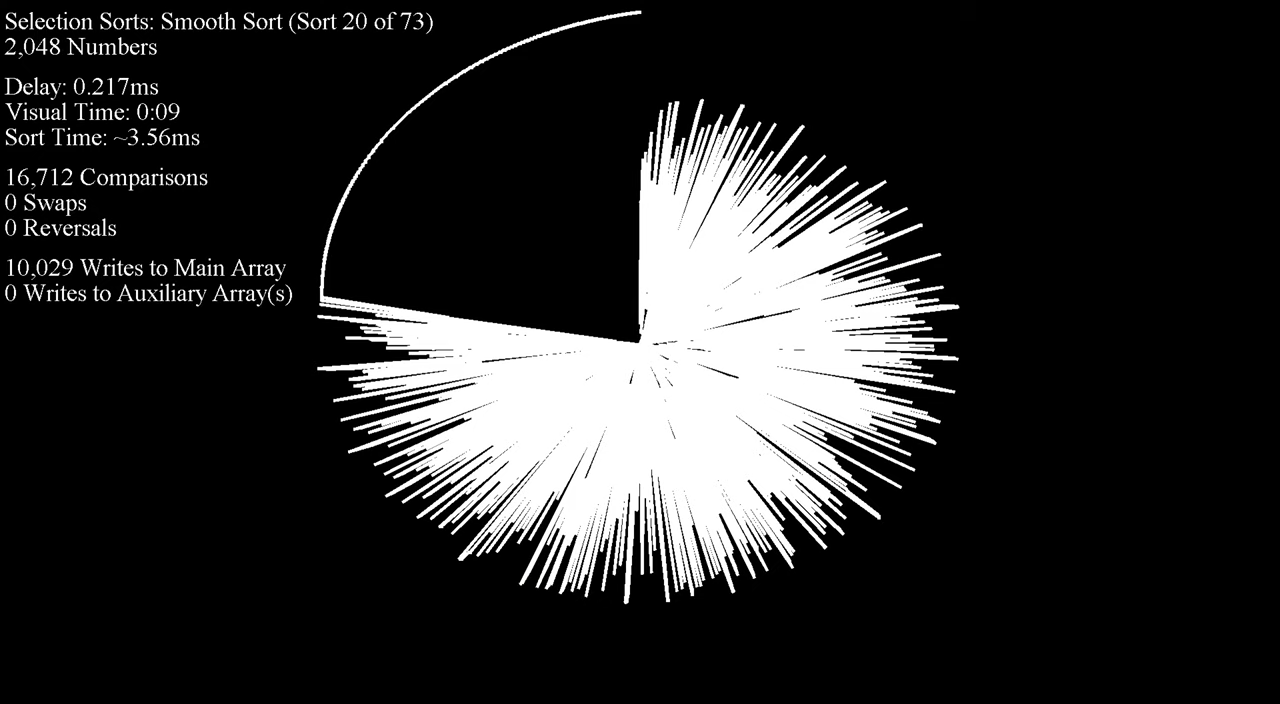 Selection Sorts: Smooth Sort (Sort 20 of 73)
2,048 Numbers
Delay: 0.217ms
Visual Time: 0:09
Sort Time: ~3.56ms
16,712 Comparisons
0 Swaps
0 Reversals
10,029 Writes to Main Array
0 Writes to Auxiliary Array(s)